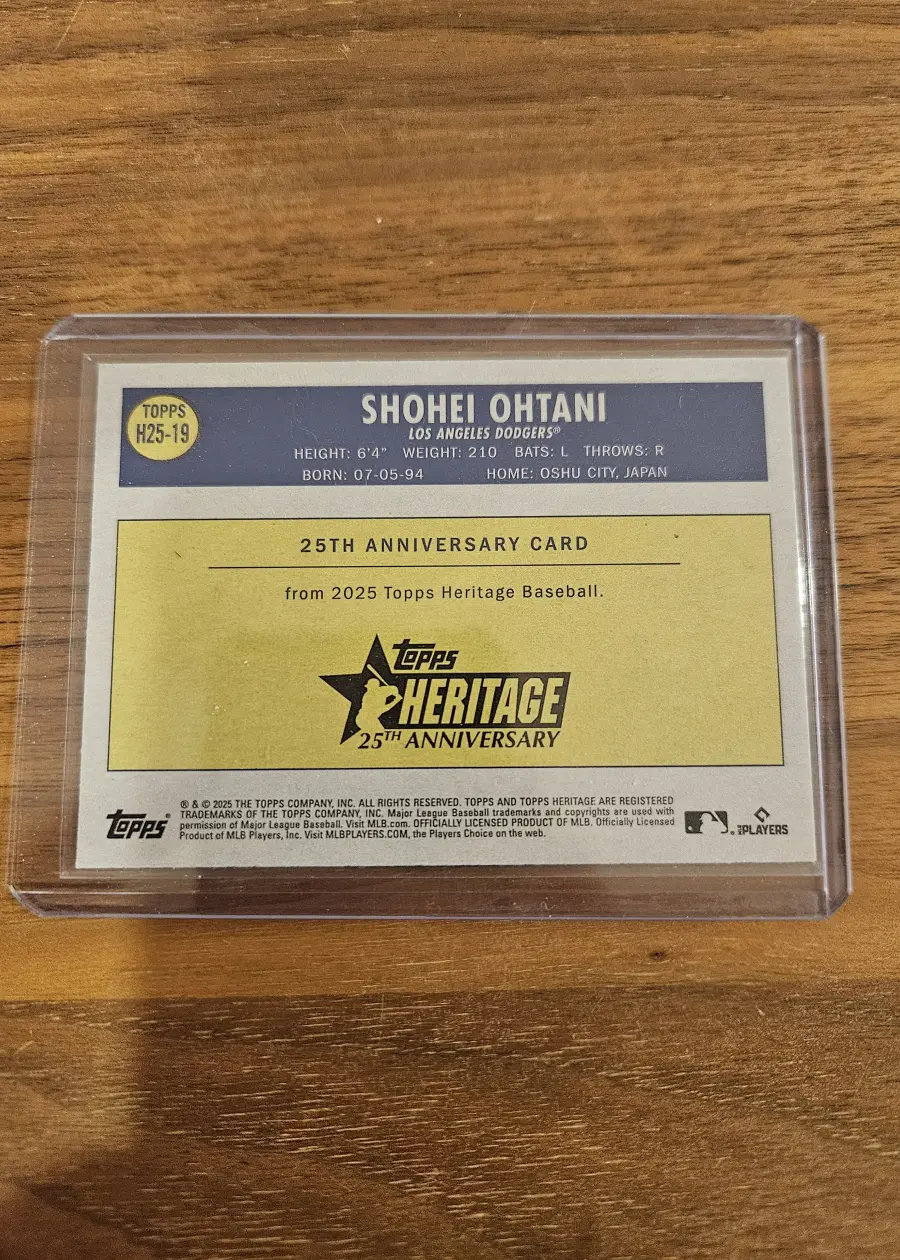 TOPPS
H25-19
SHOHEI OHTANI
LOS ANGELES DODGERS®
HEIGHT: 6'4" WEIGHT: 210 BATS: L THROWS: R
BORN: 07-05-94 HOME: OSHU CITY, JAPAN
25TH ANNIVERSARY CARD
from 2025 Topps Heritage Baseball.
Topps
HERITAGE
25TH ANNIVERSARY
Topps®
® & © 2025 THE TOPPS COMPANY, INC. ALL RIGHTS RESERVED. TOPPS AND TOPPS HERITAGE ARE REGISTERED
TRADEMARKS OF THE TOPPS COMPANY, INC. Major League Baseball trademarks and copyrights are used with
permission of Major League Baseball. Visit MLB.com. OFFICIALLY LICENSED PRODUCT OF MLB. Officially Licensed
Product of MLB Players, Inc. Visit MLBPLAYERS.COM, the Players Choice on the web.
PLAYERS